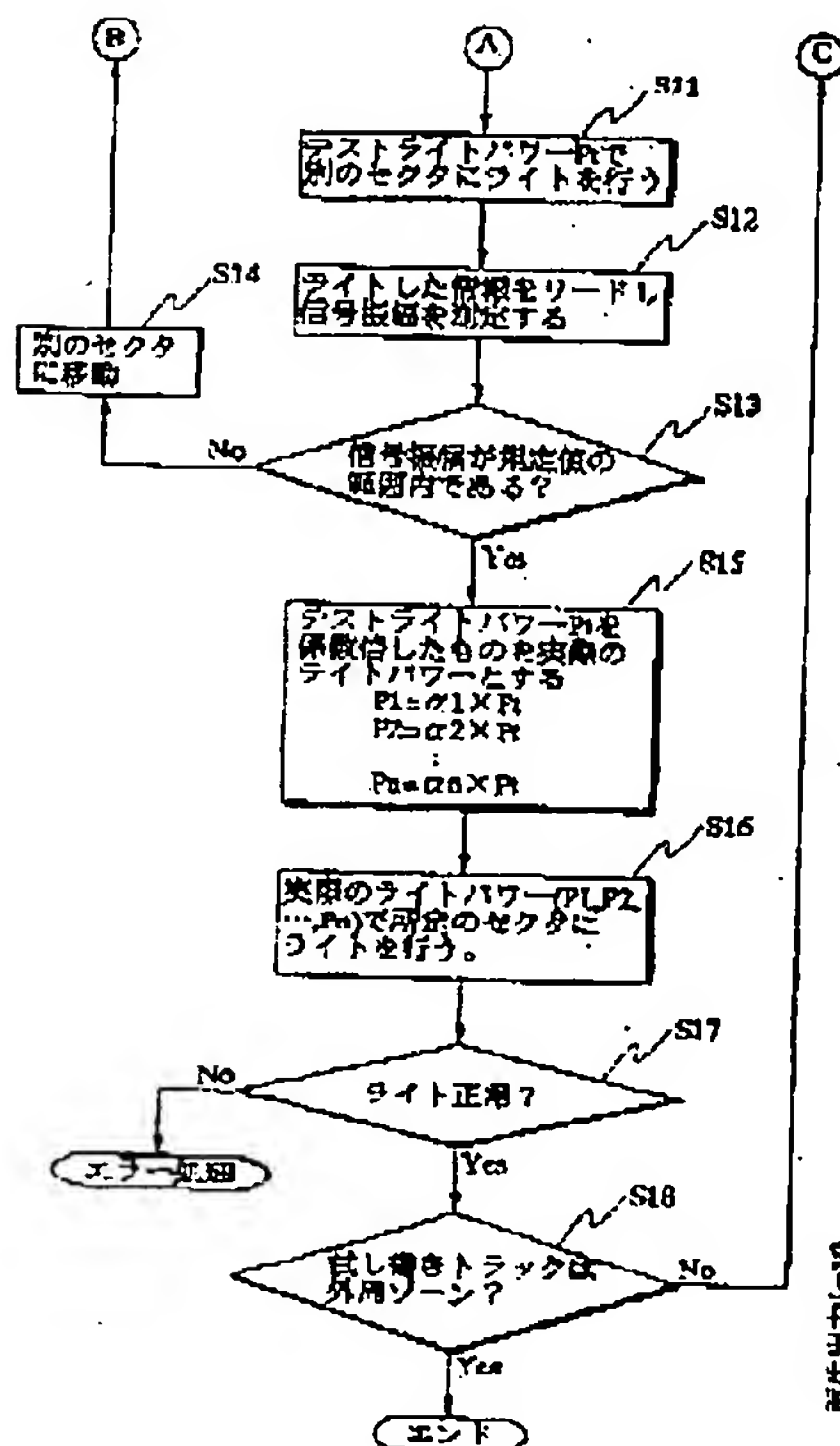 B
A
C
S11
テストライトパワーPtで
別のセクタにライトを行う
S12
ライトした情報をリードし,
信号振幅を測定する
S14
別のセクタ
に移動
S13
No
信号振幅が規定値の
範囲内である?
Yes
S15
テストライトパワーPtを
係数倍したものを実際の
ライトパワーとする
P1=α1×Pt
P2=α2×Pt
:
Pn=αn×Pt
S16
実際のライトパワー(P1,P2,
…,Pn)で所定のセクタに
ライトを行う。
S17
No
ライト正常?
エラー処理
Yes
S18
試し書きトラックは
外周ゾーン?
No
Yes
エンド